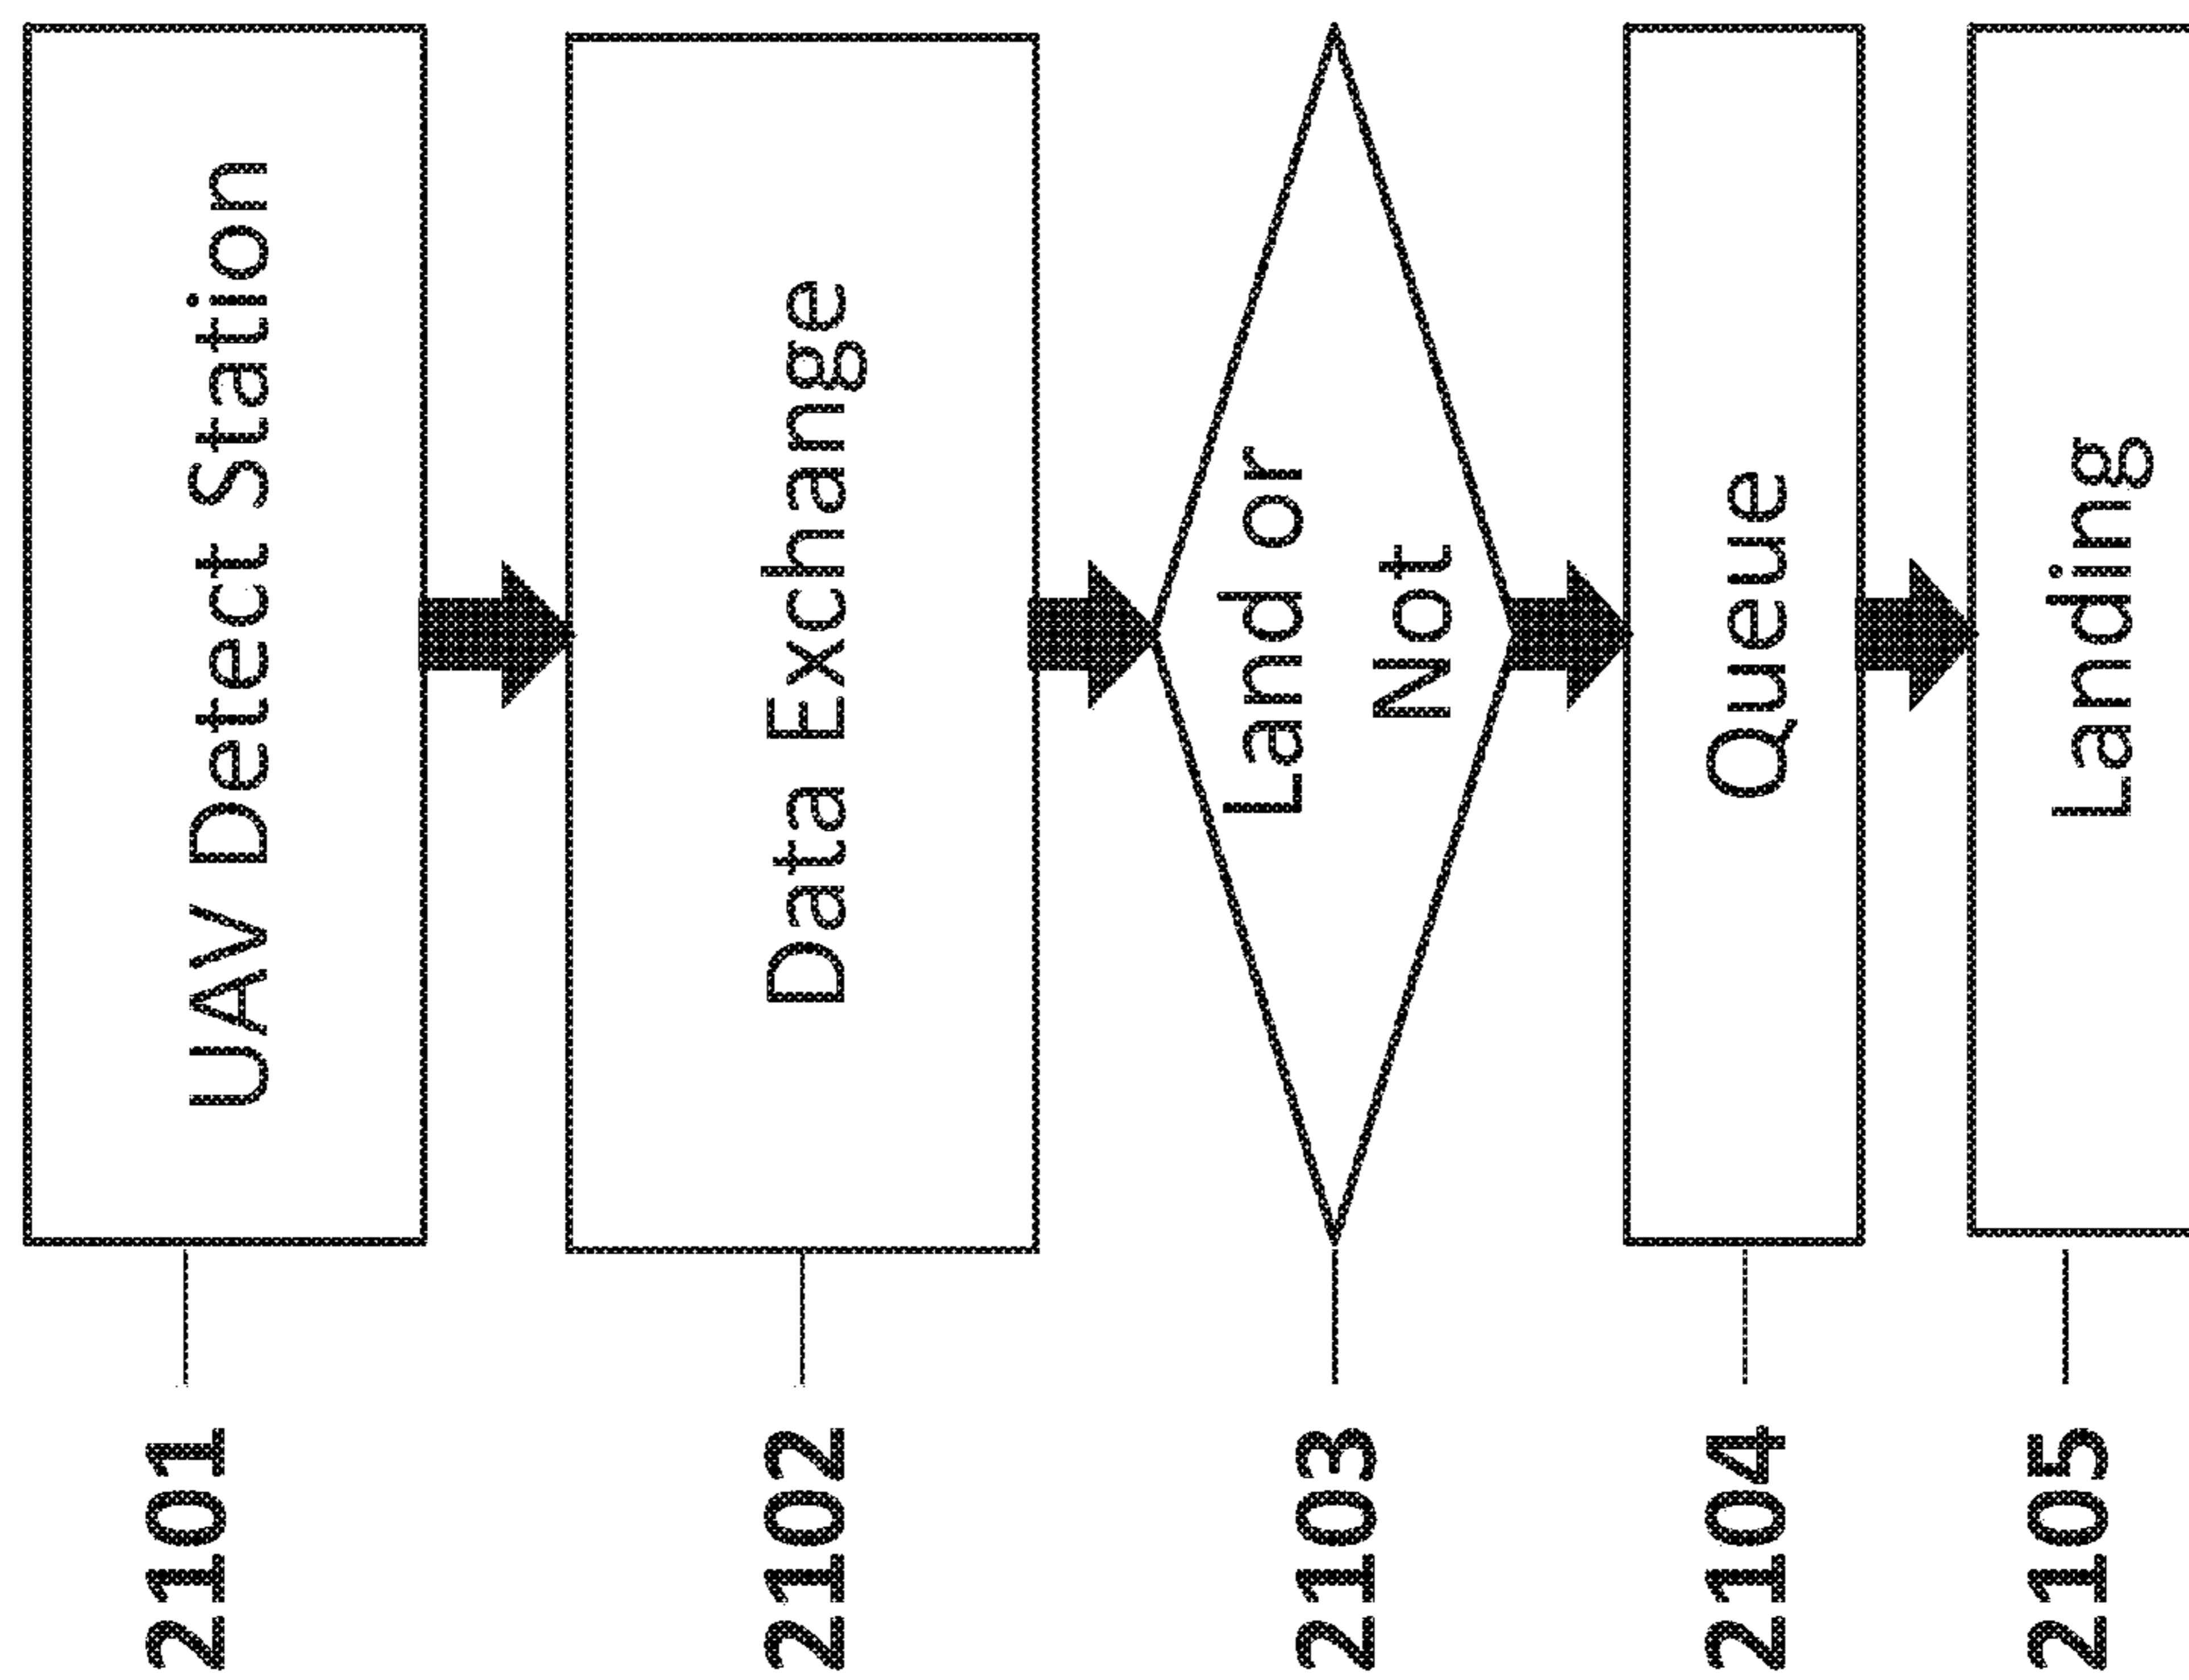 2101
UAV Detect Station
2102
Data Exchange
2103
Land or
Not
2104
Queue
2105
Landing